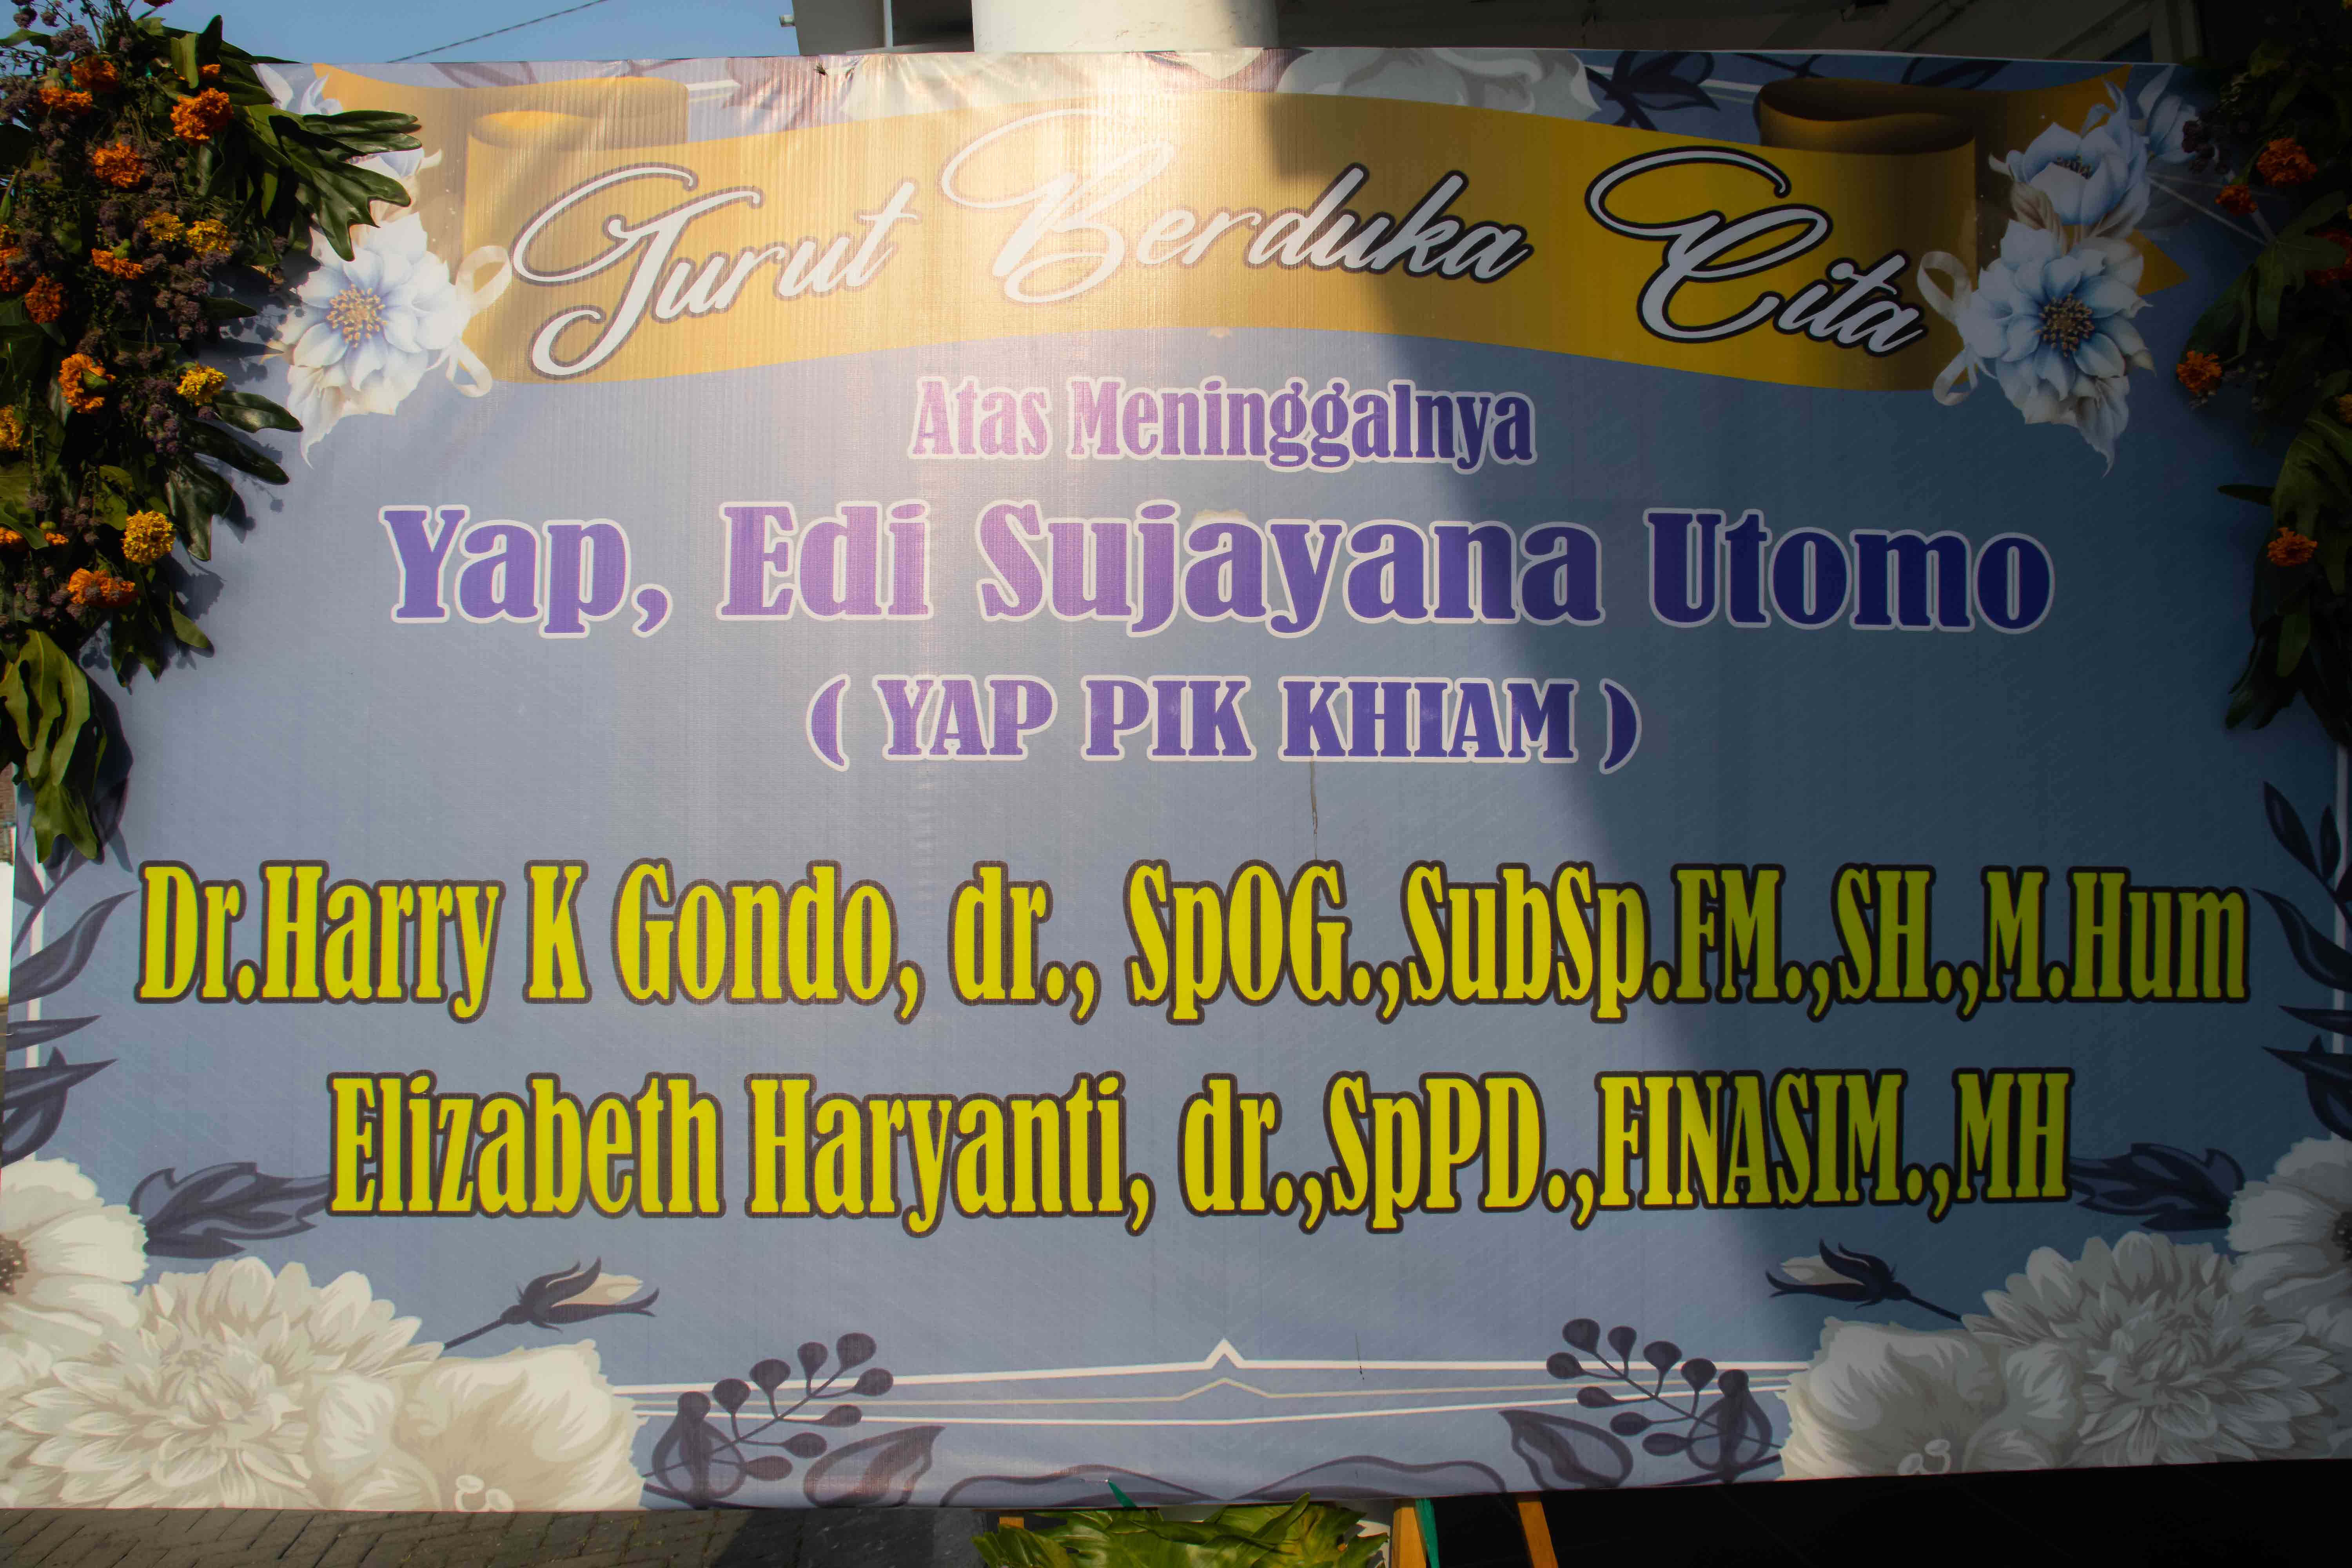 Turut Berduka Cita
Atas Meninggalnya
Yap, Edi Sujayana Utomo
( YAP PIK KHIAM )
Dr.Harry K Gondo, dr., SpOG.,SubSp.FM.,SH.,M.Hum
Elizabeth Haryanti, dr.,SpPD.,FINASIM.,MH